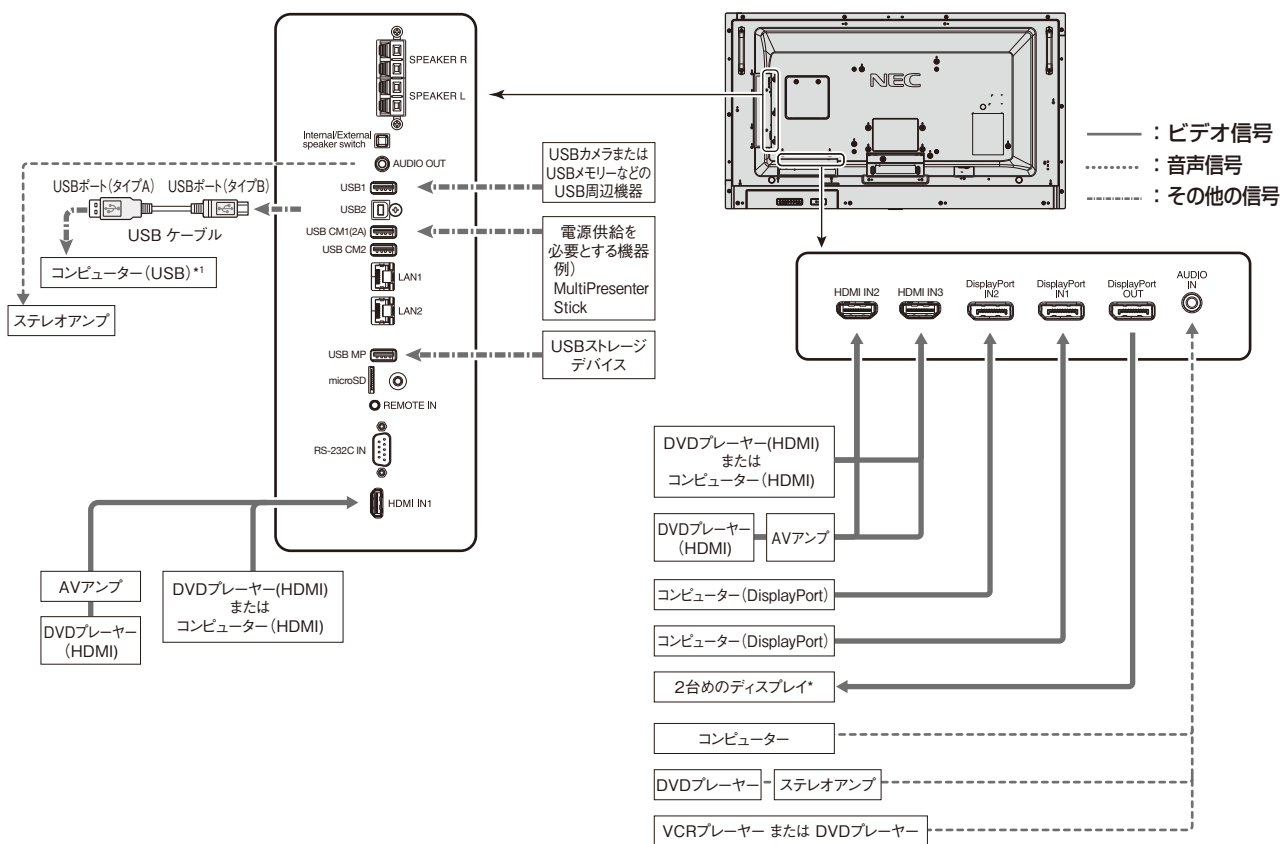 SPEAKER R
SPEAKER L
Internal/External
speaker switch
AUDIO OUT
USB1
USB2
USB CM1(2A)
USB CM2
LAN1
LAN2
USB MP
microSD
REMOTE IN
RS-232C IN
HDMI IN1
USBポート(タイプA)
USBポート(タイプB)
USB ケーブル
コンピューター(USB)*1
ステレオアンプ
USBカメラまたは
USBメモリーなどの
USB周辺機器
電源供給を
必要とする機器
例)
MultiPresenter
Stick
USBストレージ
デバイス
AVアンプ
DVDプレーヤー
(HDMI)
DVDプレーヤー(HDMI)
または
コンピューター(HDMI)
NEC
:ビデオ信号
:音声信号
:その他の信号
HDMI IN2
HDMI IN3
DisplayPort
IN2
DisplayPort
IN1
DisplayPort
OUT
AUDIO
IN
DVDプレーヤー(HDMI)
または
コンピューター(HDMI)
DVDプレーヤー
(HDMI)
AVアンプ
コンピューター(DisplayPort)
コンピューター(DisplayPort)
2台めのディスプレイ*
コンピューター
DVDプレーヤー
ステレオアンプ
VCRプレーヤー または DVDプレーヤー